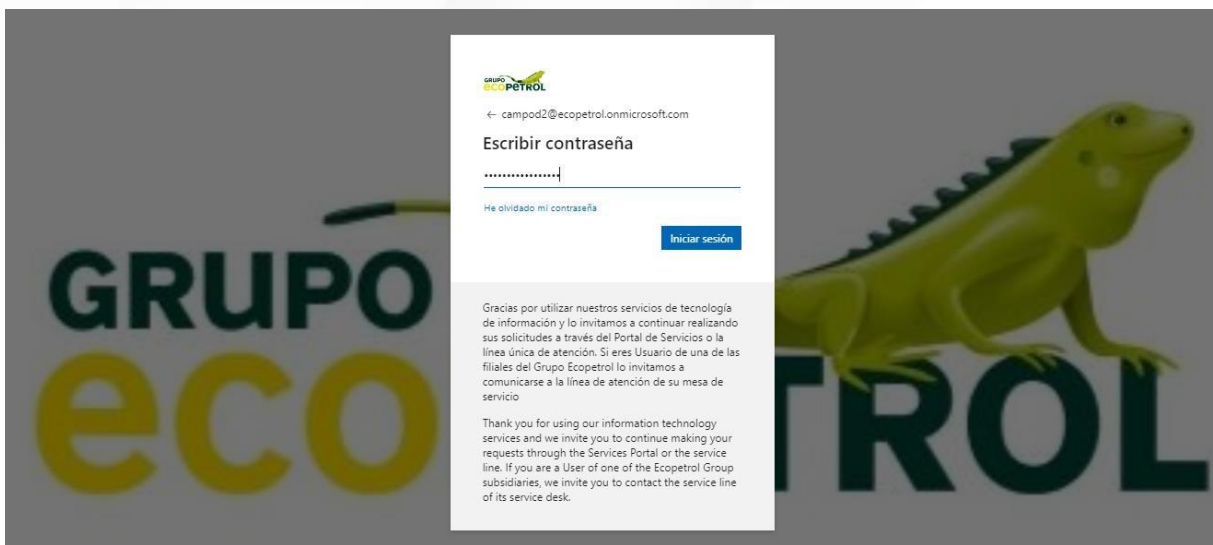 GRUPO
ecoPETROL
← campod2@ecopetrol.onmicrosoft.com
Escribir contraseña
•••••••••••••••••
He olvidado mi contraseña
Iniciar sesión
Gracias por utilizar nuestros servicios de tecnología
de información y lo invitamos a continuar realizando
sus solicitudes a través del Portal de Servicios o la
línea única de atención. Si eres Usuario de una de las
filiales del Grupo Ecopetrol lo invitamos a
comunicarse a la línea de atención de su mesa de
servicio
Thank you for using our information technology
services and we invite you to continue making your
requests through the Services Portal or the service
line. If you are a User of one of the Ecopetrol Group
subsidiaries, we invite you to contact the service line
of its service desk.
GRUPO
eco TROL